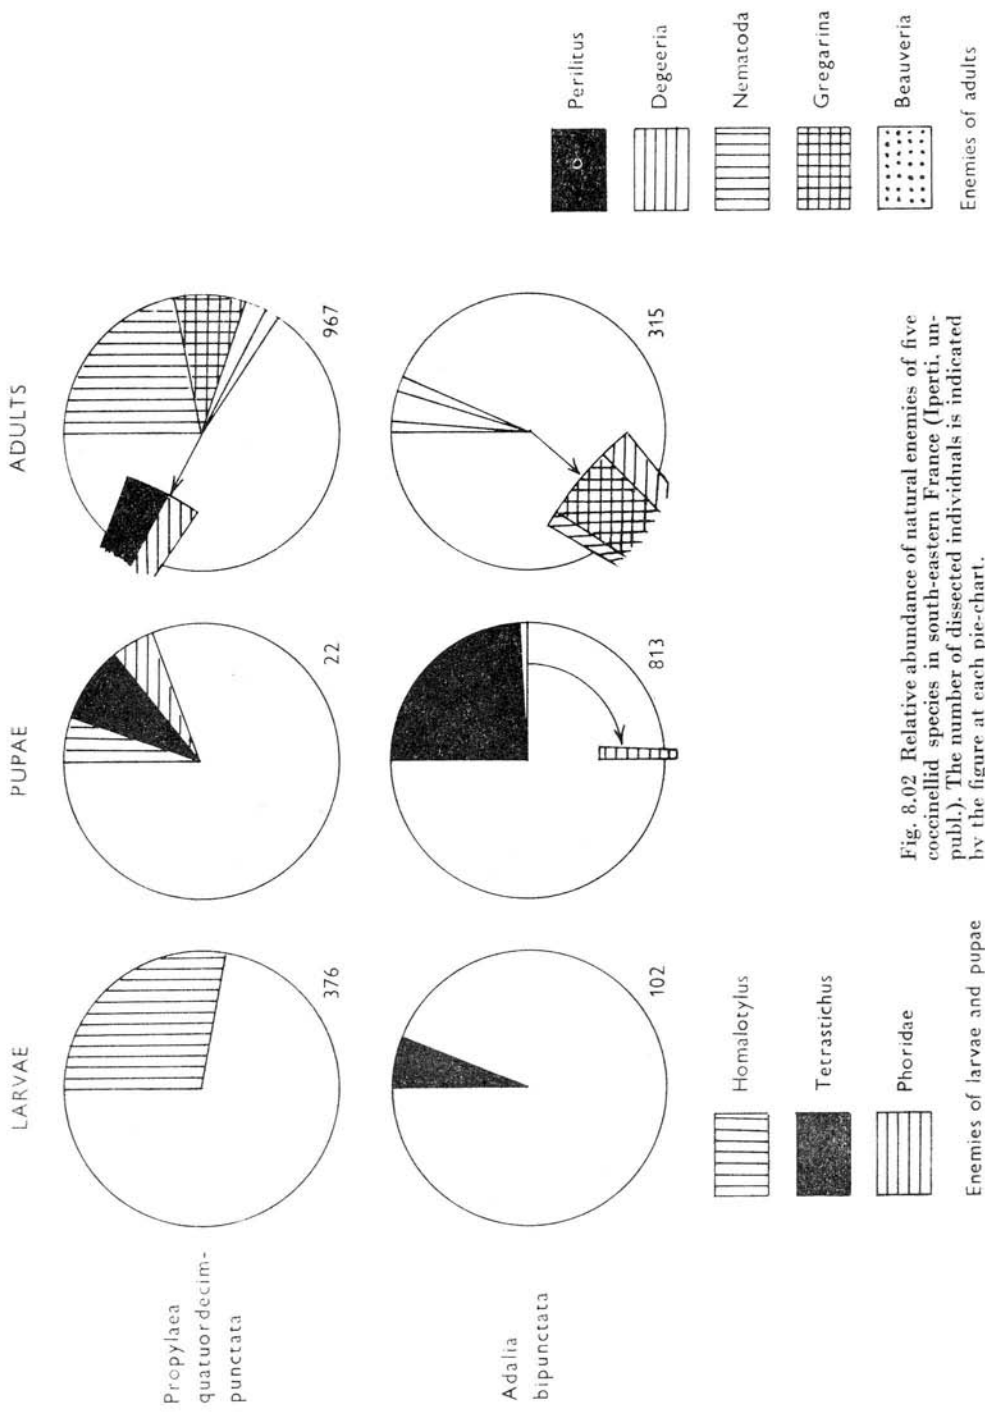 LARVAE
PUPAE
ADULTS
Propylaea
quatuordecim-
punctata
376
22
967
Adalia
bipunctata
102
813
315
Homalotylus
Tetrastichus
Phoridae
Enemies of larvae and pupae
Perilitus
Degeeria
Nematoda
Gregarina
Beauveria
Enemies of adults
Fig. 8.02 Relative abundance of natural enemies of five
coccinellid species in south-eastern France (Iperti, un-
publ.). The number of dissected individuals is indicated
by the figure at each pie-chart.